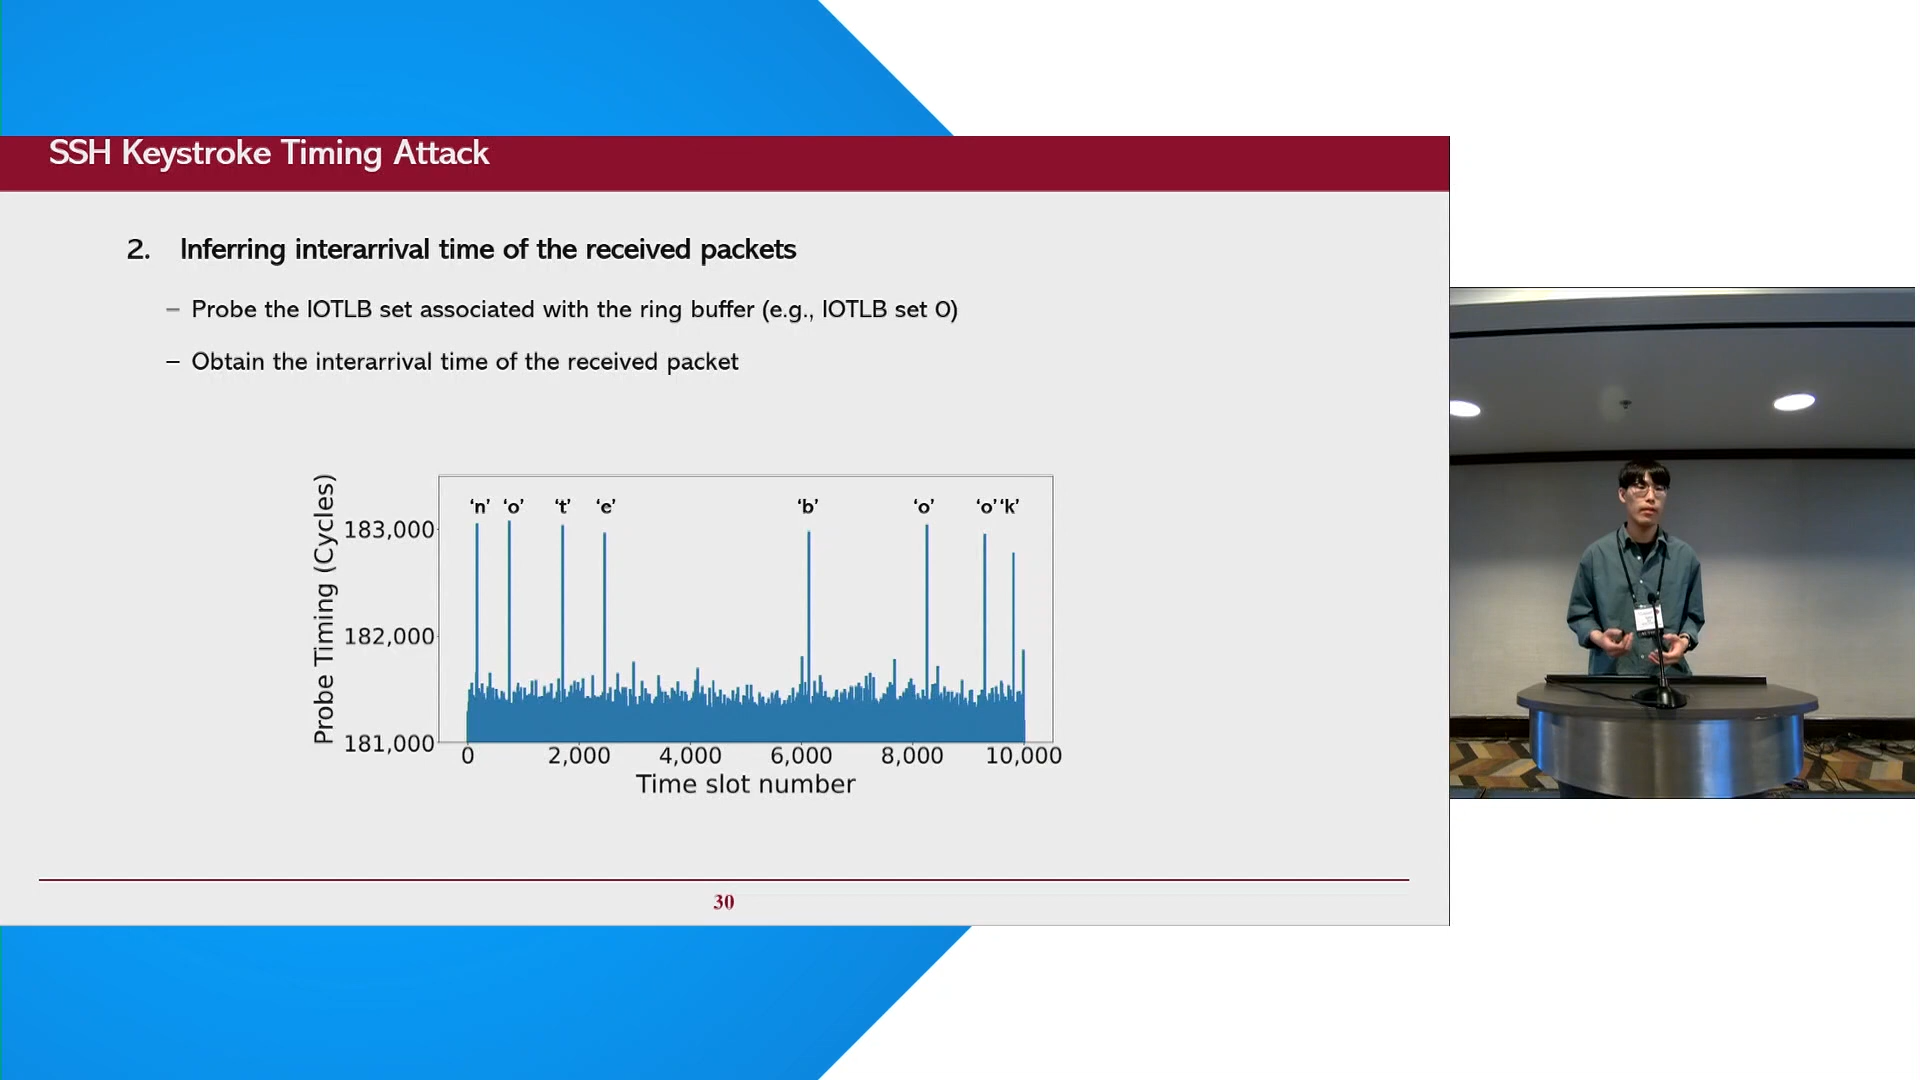 SSH Keystroke Timing Attack
2. Inferring interarrival time of the received packets
– Probe the IOTLB set associated with the ring buffer (e.g., IOTLB set 0)
– Obtain the interarrival time of the received packet
Probe Timing (Cycles)
‘n’ ‘o’ ‘t’ ‘e’ ‘b’ ‘o’ ‘o’ ‘k’
183,000
182,000
181,000
0 2,000 4,000 6,000 8,000 10,000
Time slot number
30